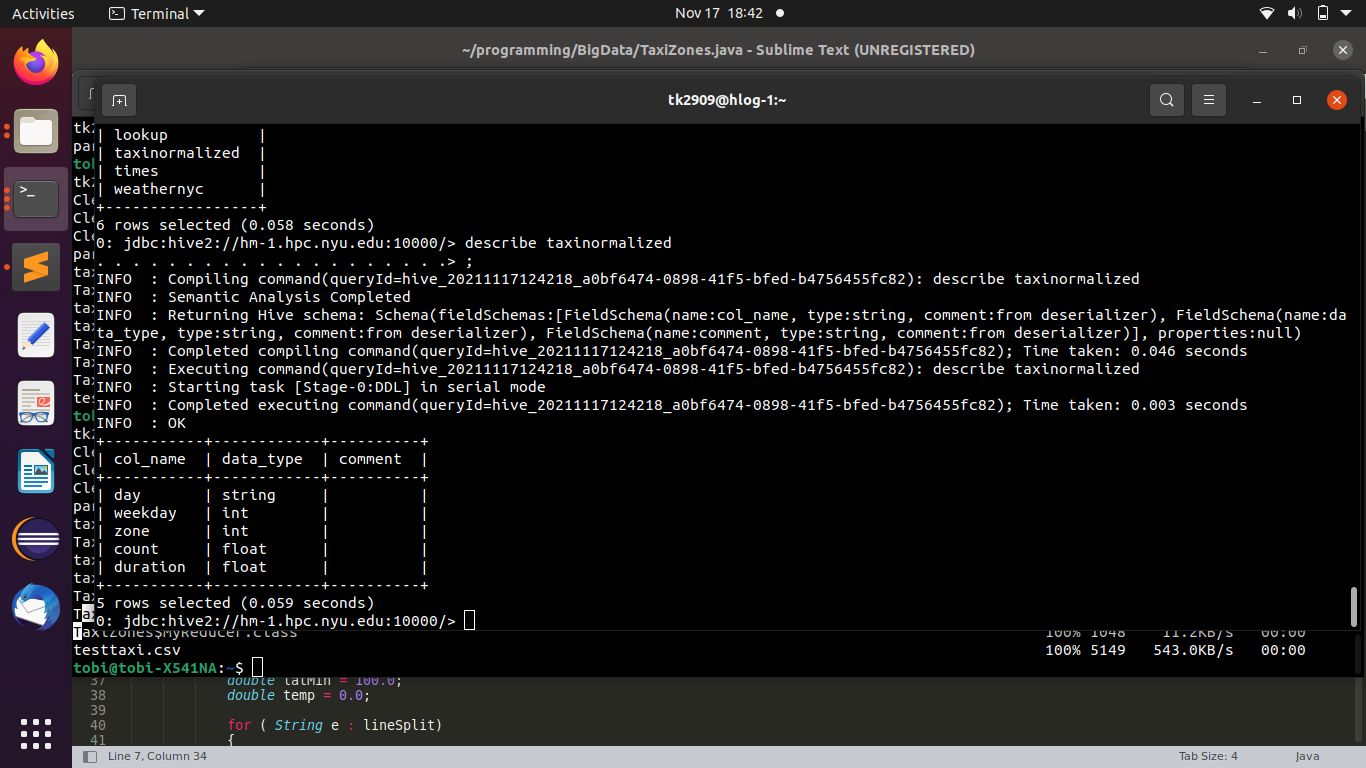 Activities Terminal Nov 17 18:42
~/programming/BigData/TaxiZones.java - Sublime Text (UNREGISTERED)
tk2909@hlog-1:~
| lookup |
| taxinormalized |
| times |
| weathernyc |
+-----------------+
6 rows selected (0.058 seconds)
0: jdbc:hive2://hm-1.hpc.nyu.edu:10000/> describe taxinormalized
. . . . . . . . . . . . . . . . . . . .> ;
INFO : Compiling command(queryId=hive_20211117124218_a0bf6474-0898-41f5-bfed-b4756455fc82): describe taxinormalized
INFO : Semantic Analysis Completed
INFO : Returning Hive schema: Schema(fieldSchemas:[FieldSchema(name:col_name, type:string, comment:from deserializer), FieldSchema(name:da
ta_type, type:string, comment:from deserializer), FieldSchema(name:comment, type:string, comment:from deserializer)], properties:null)
INFO : Completed compiling command(queryId=hive_20211117124218_a0bf6474-0898-41f5-bfed-b4756455fc82); Time taken: 0.046 seconds
INFO : Executing command(queryId=hive_20211117124218_a0bf6474-0898-41f5-bfed-b4756455fc82): describe taxinormalized
INFO : Starting task [Stage-0:DDL] in serial mode
INFO : Completed executing command(queryId=hive_20211117124218_a0bf6474-0898-41f5-bfed-b4756455fc82); Time taken: 0.003 seconds
INFO : OK
+-----------+------------+----------+
| col_name | data_type | comment |
+-----------+------------+----------+
| day | string | |
| weekday | int | |
| zone | int | |
| count | float | |
| duration | float | |
+-----------+------------+----------+
5 rows selected (0.059 seconds)
0: jdbc:hive2://hm-1.hpc.nyu.edu:10000/>
TaxiZones$MyReducer.class 100% 1048 11.2KB/s 00:00
testtaxi.csv 100% 5149 543.0KB/s 00:00
tobi@tobi-X541NA:~$
37 double latMin = 100.0;
38 double temp = 0.0;
39
40 for ( String e : lineSplit)
41 {
Line 7, Column 34 Tab Size: 4 Java